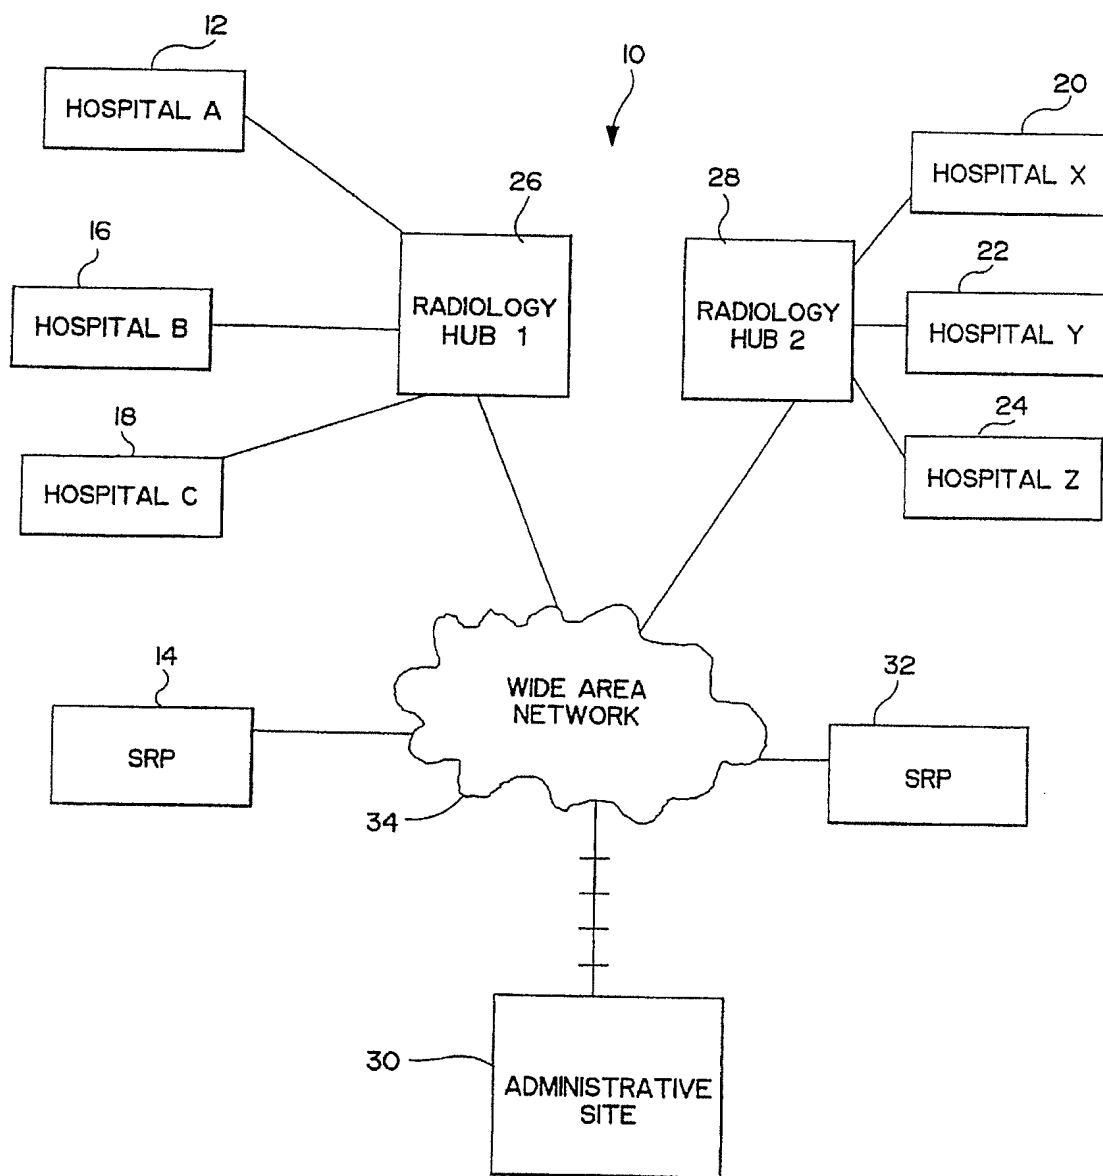 12
HOSPITAL A
10
20
HOSPITAL X
26
RADIOLOGY
HUB 1
28
RADIOLOGY
HUB 2
16
HOSPITAL B
22
HOSPITAL Y
18
HOSPITAL C
24
HOSPITAL Z
14
SRP
WIDE AREA
NETWORK
34
32
SRP
30
ADMINISTRATIVE
SITE